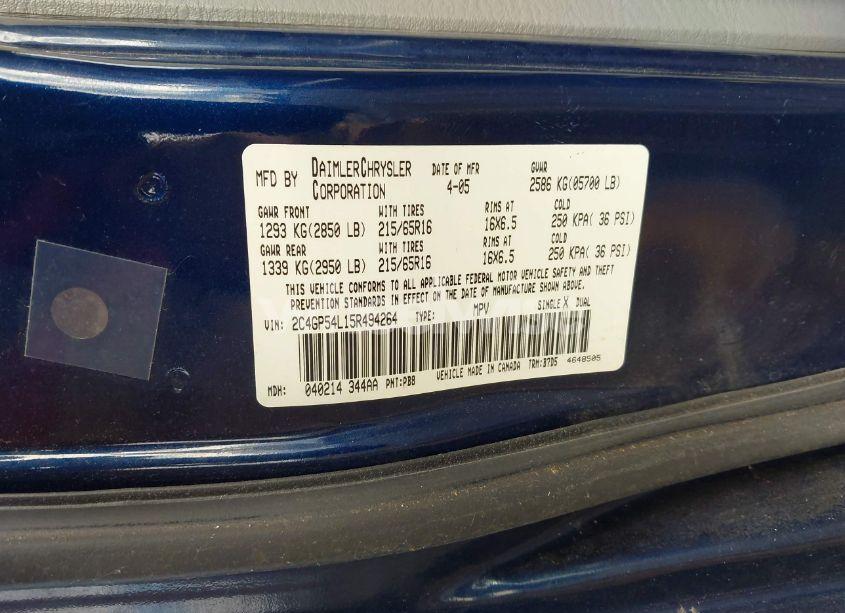 MFD BY DAIMLERCHRYSLER CORPORATION DATE OF MFR 4-05 GVWR 2586 KG(05700 LB)
GAWR FRONT WITH TIRES RIMS AT COLD
1293 KG(2850 LB) 215/65R16 16X6.5 250 KPA( 36 PSI)
GAWR REAR WITH TIRES RIMS AT COLD
1339 KG(2950 LB) 215/65R16 16X6.5 250 KPA( 36 PSI)
THIS VEHICLE CONFORMS TO ALL APPLICABLE FEDERAL MOTOR VEHICLE SAFETY AND THEFT
PREVENTION STANDARDS IN EFFECT ON THE DATE OF MANUFACTURE SHOWN ABOVE.
VIN: 2C4GP54L15R494264 TYPE: MPV SINGLE X DUAL
MDH: 040214 344AA PNT:PB8 VEHICLE MADE IN CANADA TRM:B7D5 4648505